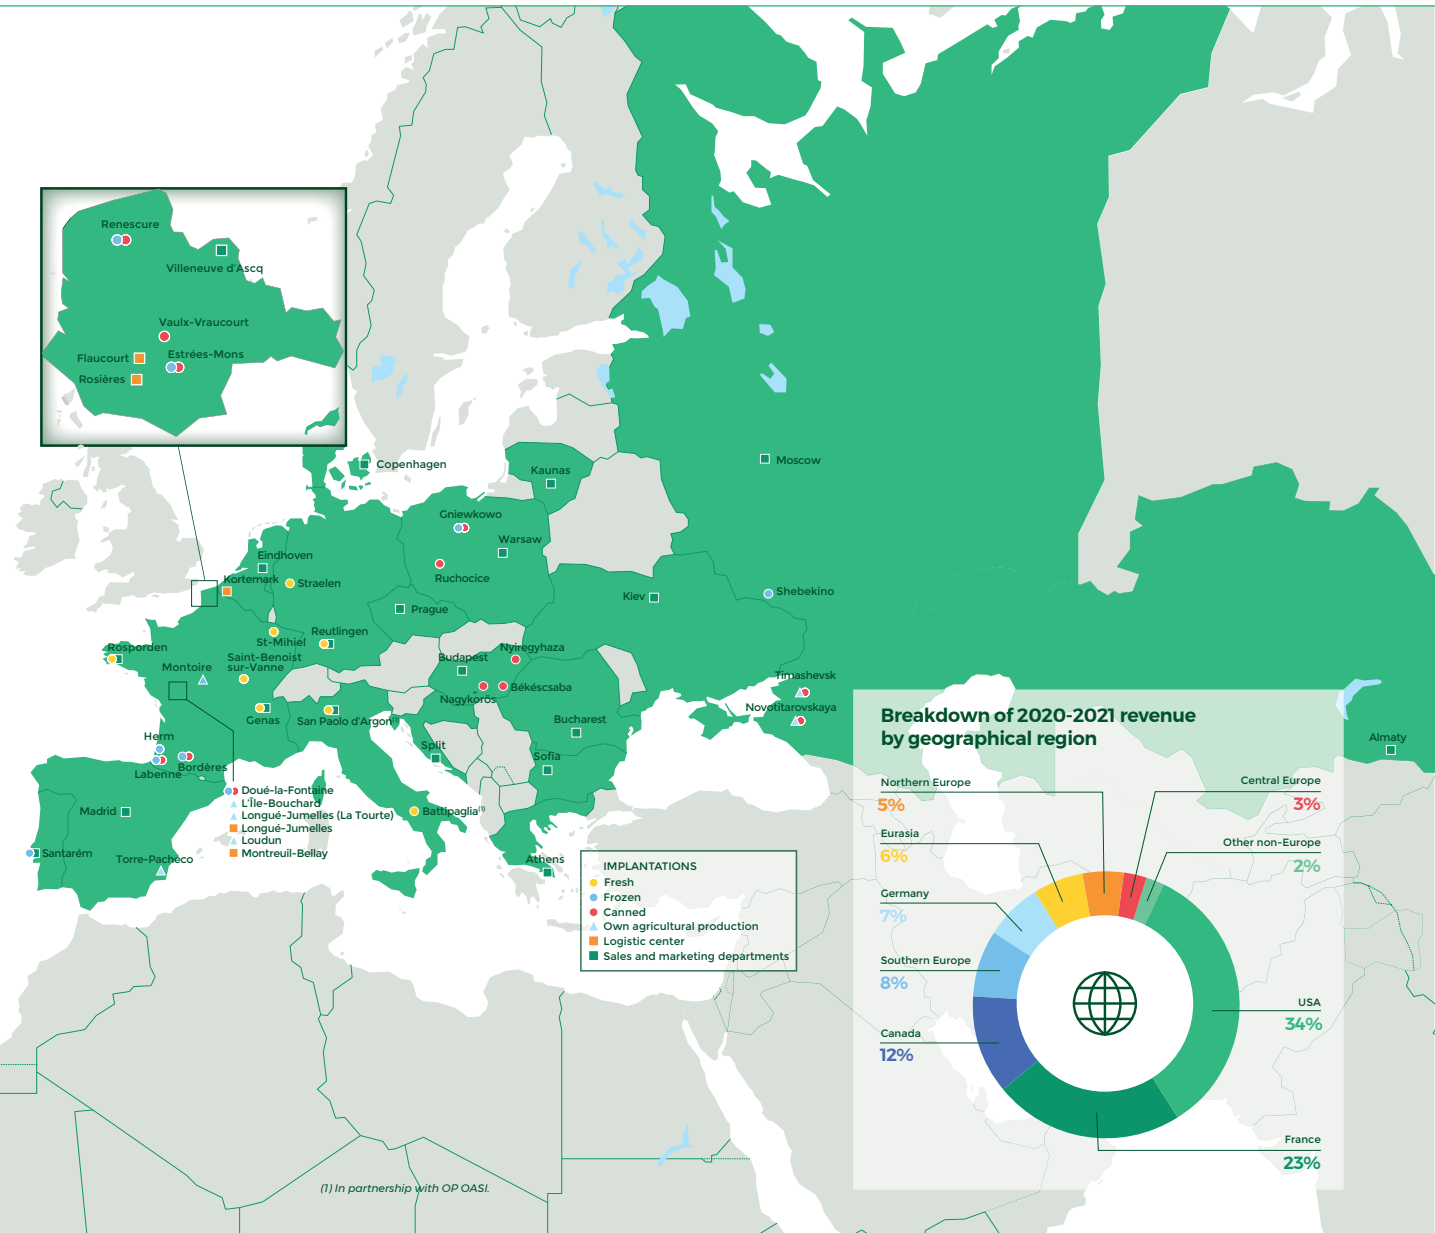 Renescure
Villeneuve d'Ascq
Vaulx-Vraucourt
Flaucourt
Estrées-Mons
Rosières
Copenhagen
Kaunas
Moscow
Gniewkowo
Warsaw
Eindhoven
Kortemark
Straelen
Ruchocice
Kiev
Shebekino
Prague
St-Mihiel
Reutlingen
Rosporden
Montoire
Saint-Benoist
sur-Vanne
Budapest
Nyiregyhaza
Nagykorös
Békéscsaba
Timashevsk
Novotitarovskaya
Genas
San Paolo d'Argon(1)
Bucharest
Almaty
Herm
Labenne
Bordères
Split
Sofia
Doué-la-Fontaine
L'Île-Bouchard
Longué-Jumelles (La Tourte)
Longué-Jumelles
Loudun
Montreuil-Bellay
Madrid
Battipaglia(1)
Santarém
Torre-Pacheco
Athens
IMPLANTATIONS
Fresh
Frozen
Canned
Own agricultural production
Logistic center
Sales and marketing departments
Breakdown of 2020-2021 revenue
by geographical region
Northern Europe
5%
Eurasia
6%
Germany
7%
Southern Europe
8%
Canada
12%
Central Europe
3%
Other non-Europe
2%
USA
34%
France
23%
(1) In partnership with OP OASI.